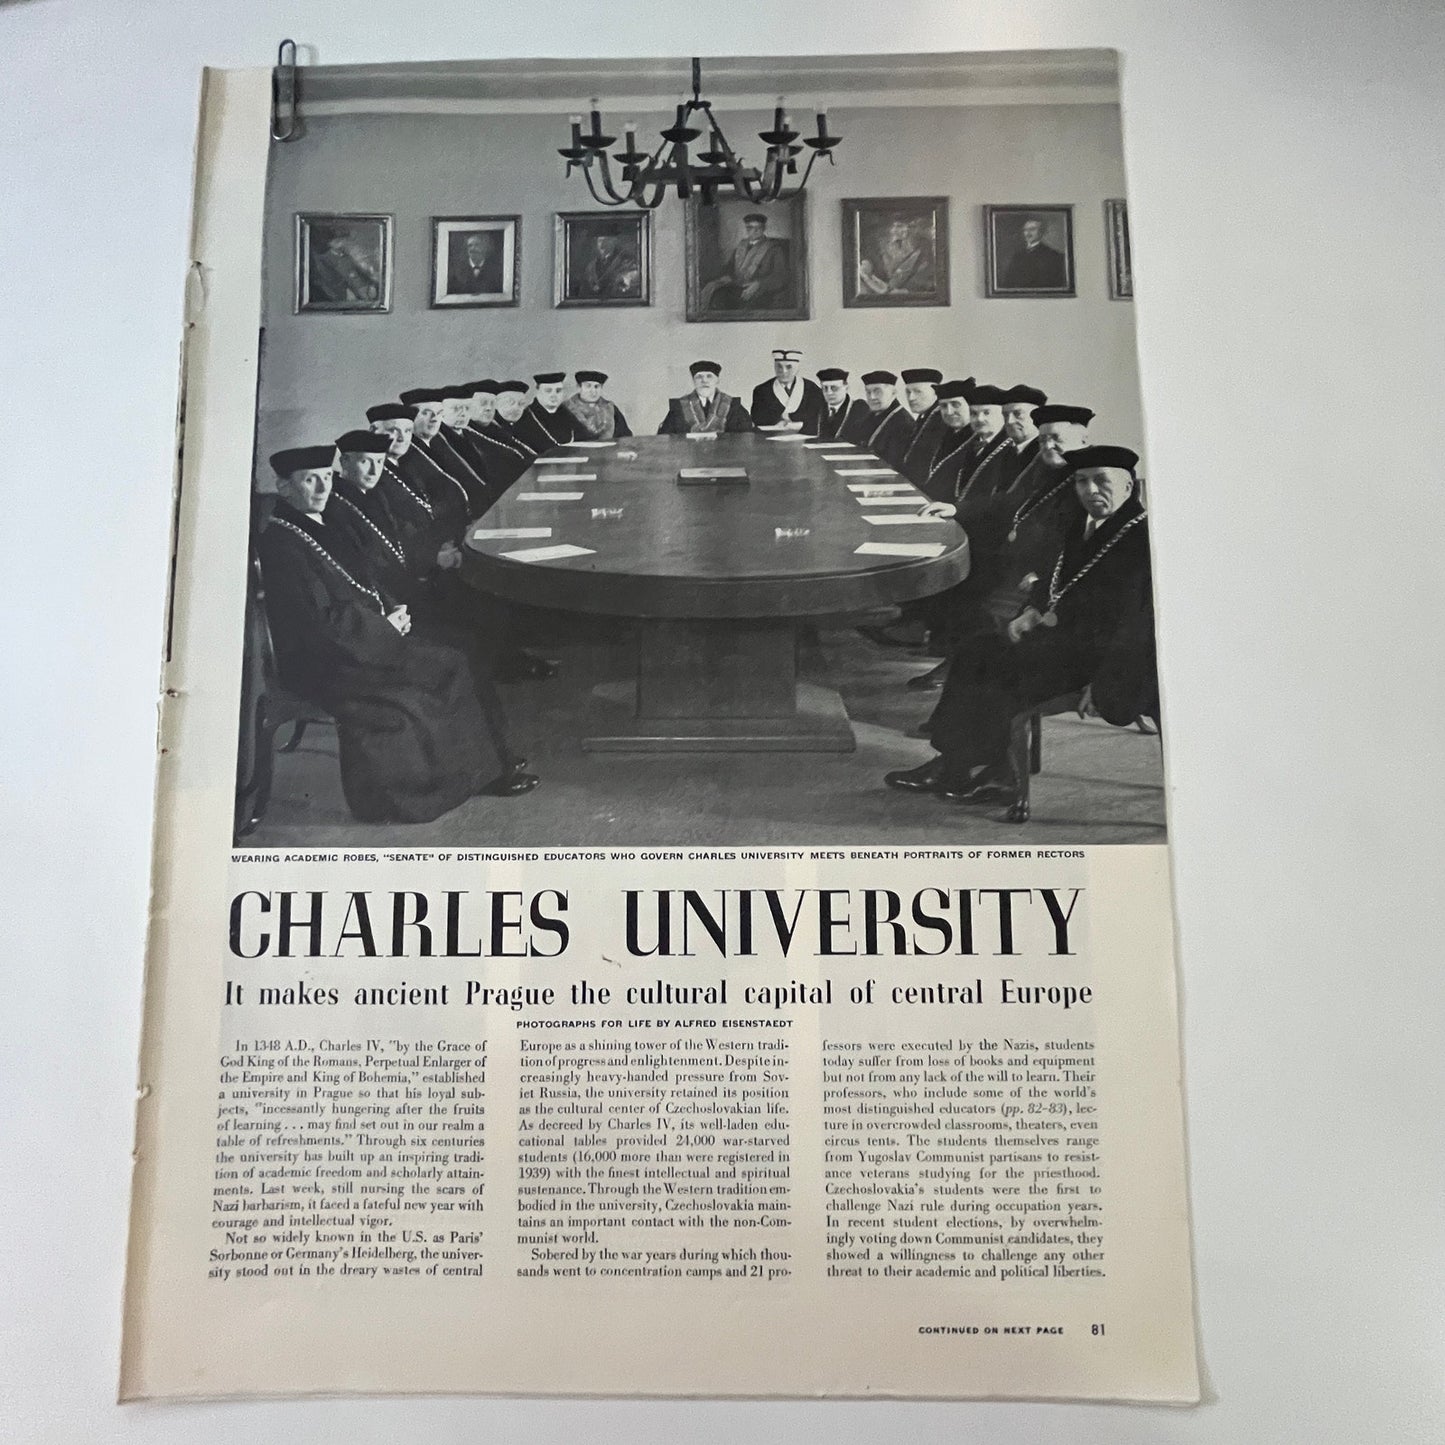 WEARING ACADEMIC ROBES, "SENATE" OF DISTINGUISHED EDUCATORS WHO GOVERN CHARLES UNIVERSITY MEETS BENEATH PORTRAITS OF FORMER RECTORS
CHARLES UNIVERSITY
It makes ancient Prague the cultural capital of central Europe
PHOTOGRAPHS FOR LIFE BY ALFRED EISENSTAEDT
In 1348 A.D., Charles IV, "by the Grace of
God King of the Romans, Perpetual Enlarger of
the Empire and King of Bohemia," established
a university in Prague so that his loyal sub-
jects, "incessantly hungering after the fruits
of learning . . . may find set out in our realm a
table of refreshments." Through six centuries
the university has built up an inspiring tradi-
tion of academic freedom and scholarly attain-
ments. Last week, still nursing the scars of
Nazi barbarism, it faced a fateful new year with
courage and intellectual vigor.
Not so widely known in the U.S. as Paris'
Sorbonne or Germany's Heidelberg, the univer-
sity stood out in the dreary wastes of central
Europe as a shining tower of the Western tradi-
tion of progress and enlightenment. Despite in-
creasingly heavy-handed pressure from Sov-
iet Russia, the university retained its position
as the cultural center of Czechoslovakian life.
As decreed by Charles IV, its well-laden edu-
cational tables provided 24,000 war-starved
students (16,000 more than were registered in
1939) with the finest intellectual and spiritual
sustenance. Through the Western tradition em-
bodied in the university, Czechoslovakia main-
tains an important contact with the non-Com-
munist world.
Sobered by the war years during which thou-
sands went to concentration camps and 21 pro-
fessors were executed by the Nazis, students
today suffer from loss of books and equipment
but not from any lack of the will to learn. Their
professors, who include some of the world's
most distinguished educators (pp. 82-83), lec-
ture in overcrowded classrooms, theaters, even
circus tents. The students themselves range
from Yugoslav Communist partisans to resist-
ance veterans studying for the priesthood.
Czechoslovakia's students were the first to
challenge Nazi rule during occupation years.
In recent student elections, by overwhelm-
ingly voting down Communist candidates, they
showed a willingness to challenge any other
threat to their academic and political liberties.
CONTINUED ON NEXT PAGE 81